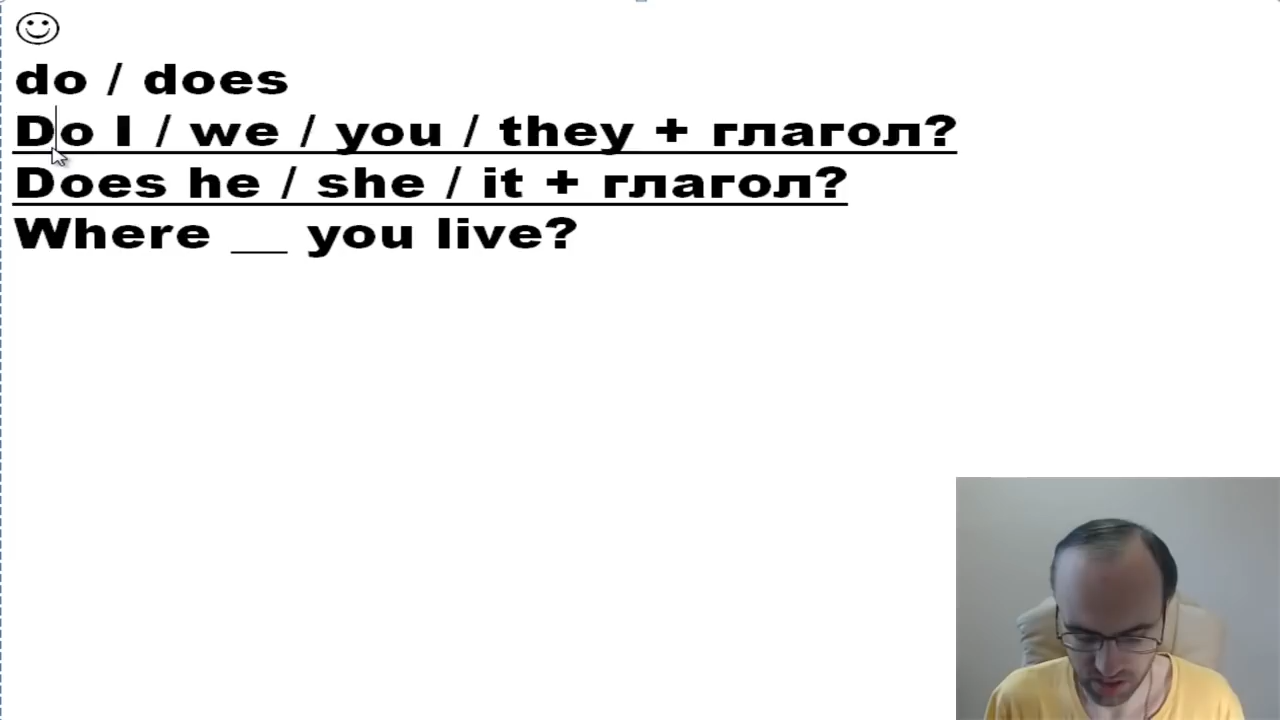 do / does
Do I / we / you / they + глагол?
Does he / she / it + глагол?
Where __ you live?